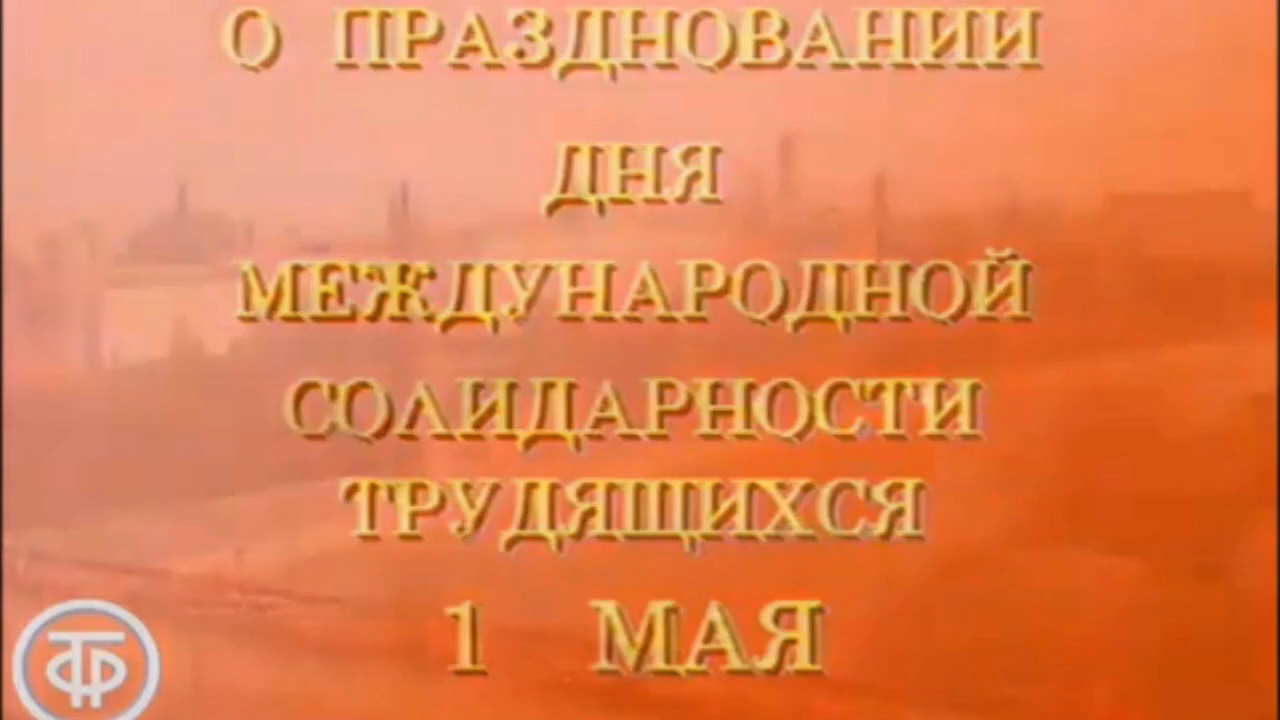 О ПРАЗДНОВАНИИ
ДНЯ
МЕЖДУНАРОДНОЙ
СОЛИДАРНОСТИ
ТРУДЯЩИХСЯ
1 МАЯ